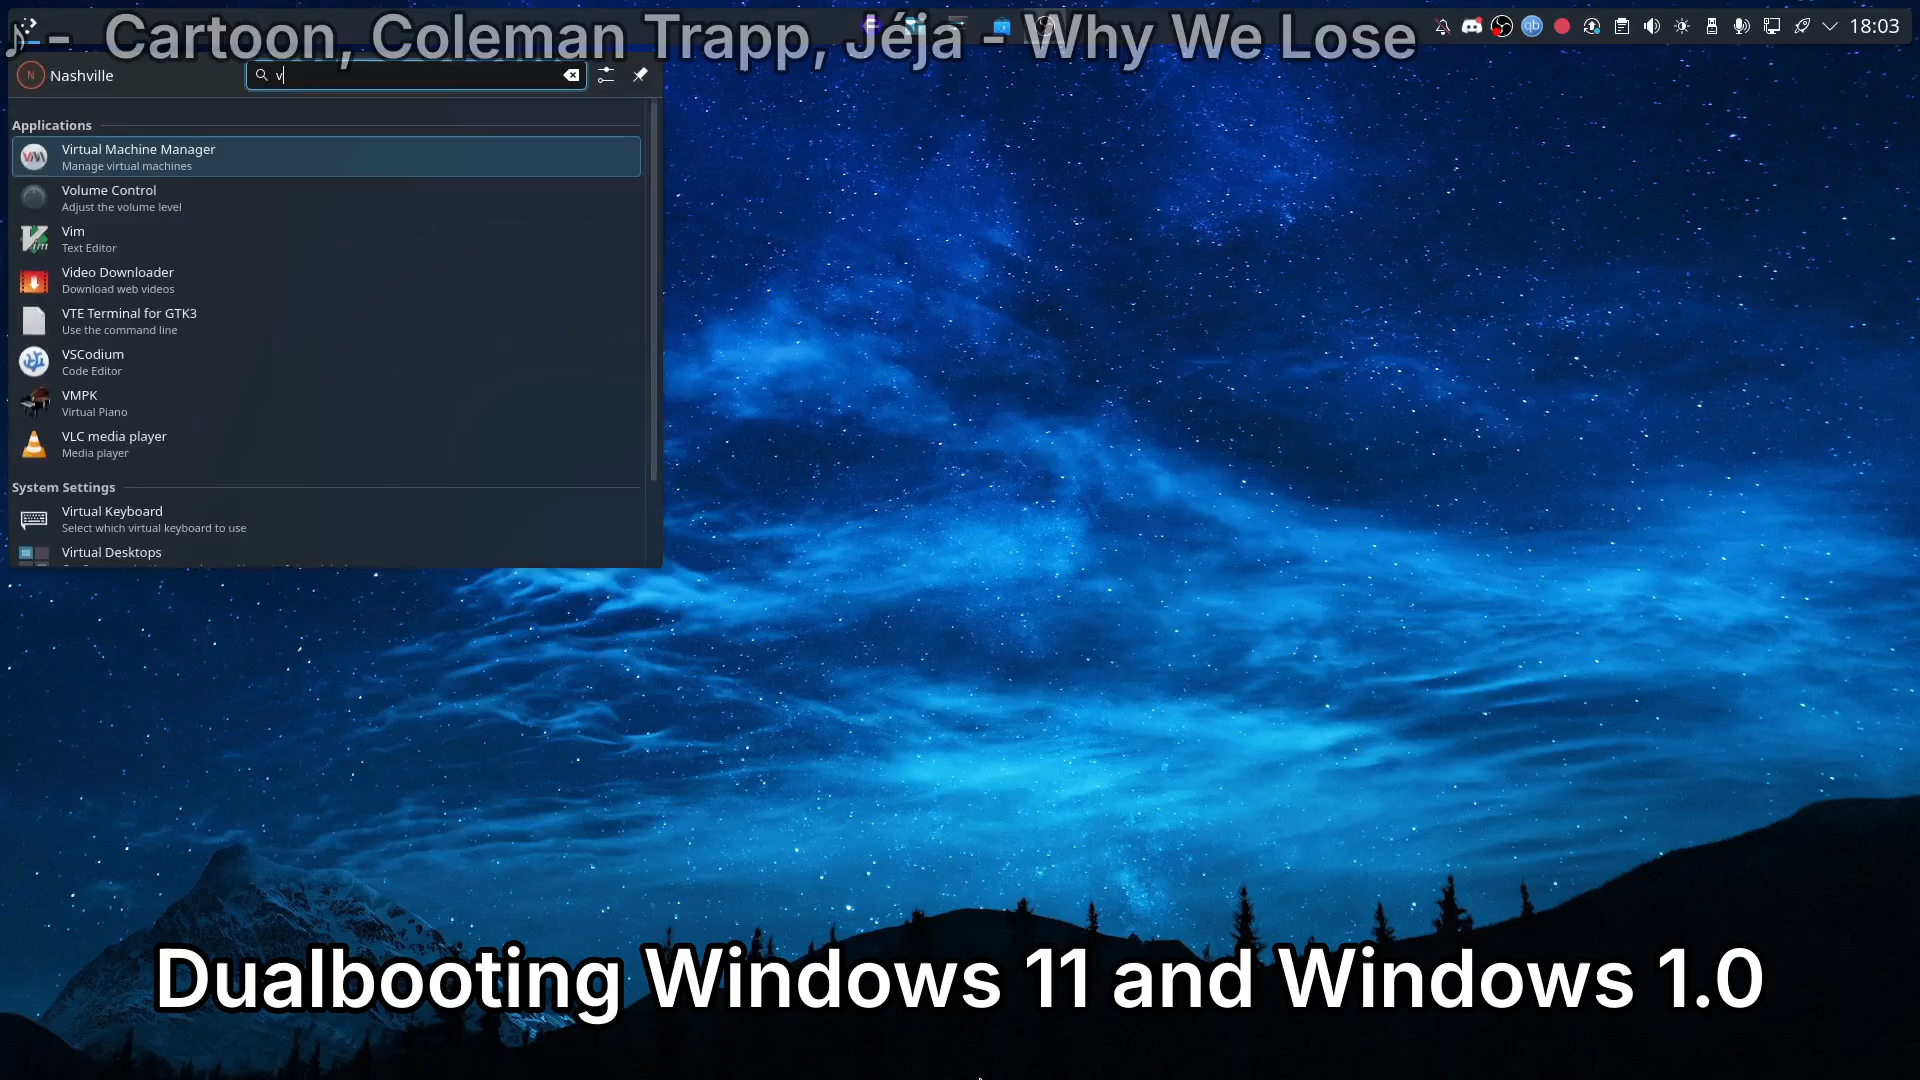 ♪ - Cartoon, Coleman Trapp, Jéja - Why We Lose
18:03
N Nashville
v
Applications
Virtual Machine Manager
Manage virtual machines
Volume Control
Adjust the volume level
Vim
Text Editor
Video Downloader
Download web videos
VTE Terminal for GTK3
Use the command line
VSCodium
Code Editor
VMPK
Virtual Piano
VLC media player
Media player
System Settings
Virtual Keyboard
Select which virtual keyboard to use
Virtual Desktops
Dualbooting Windows 11 and Windows 1.0